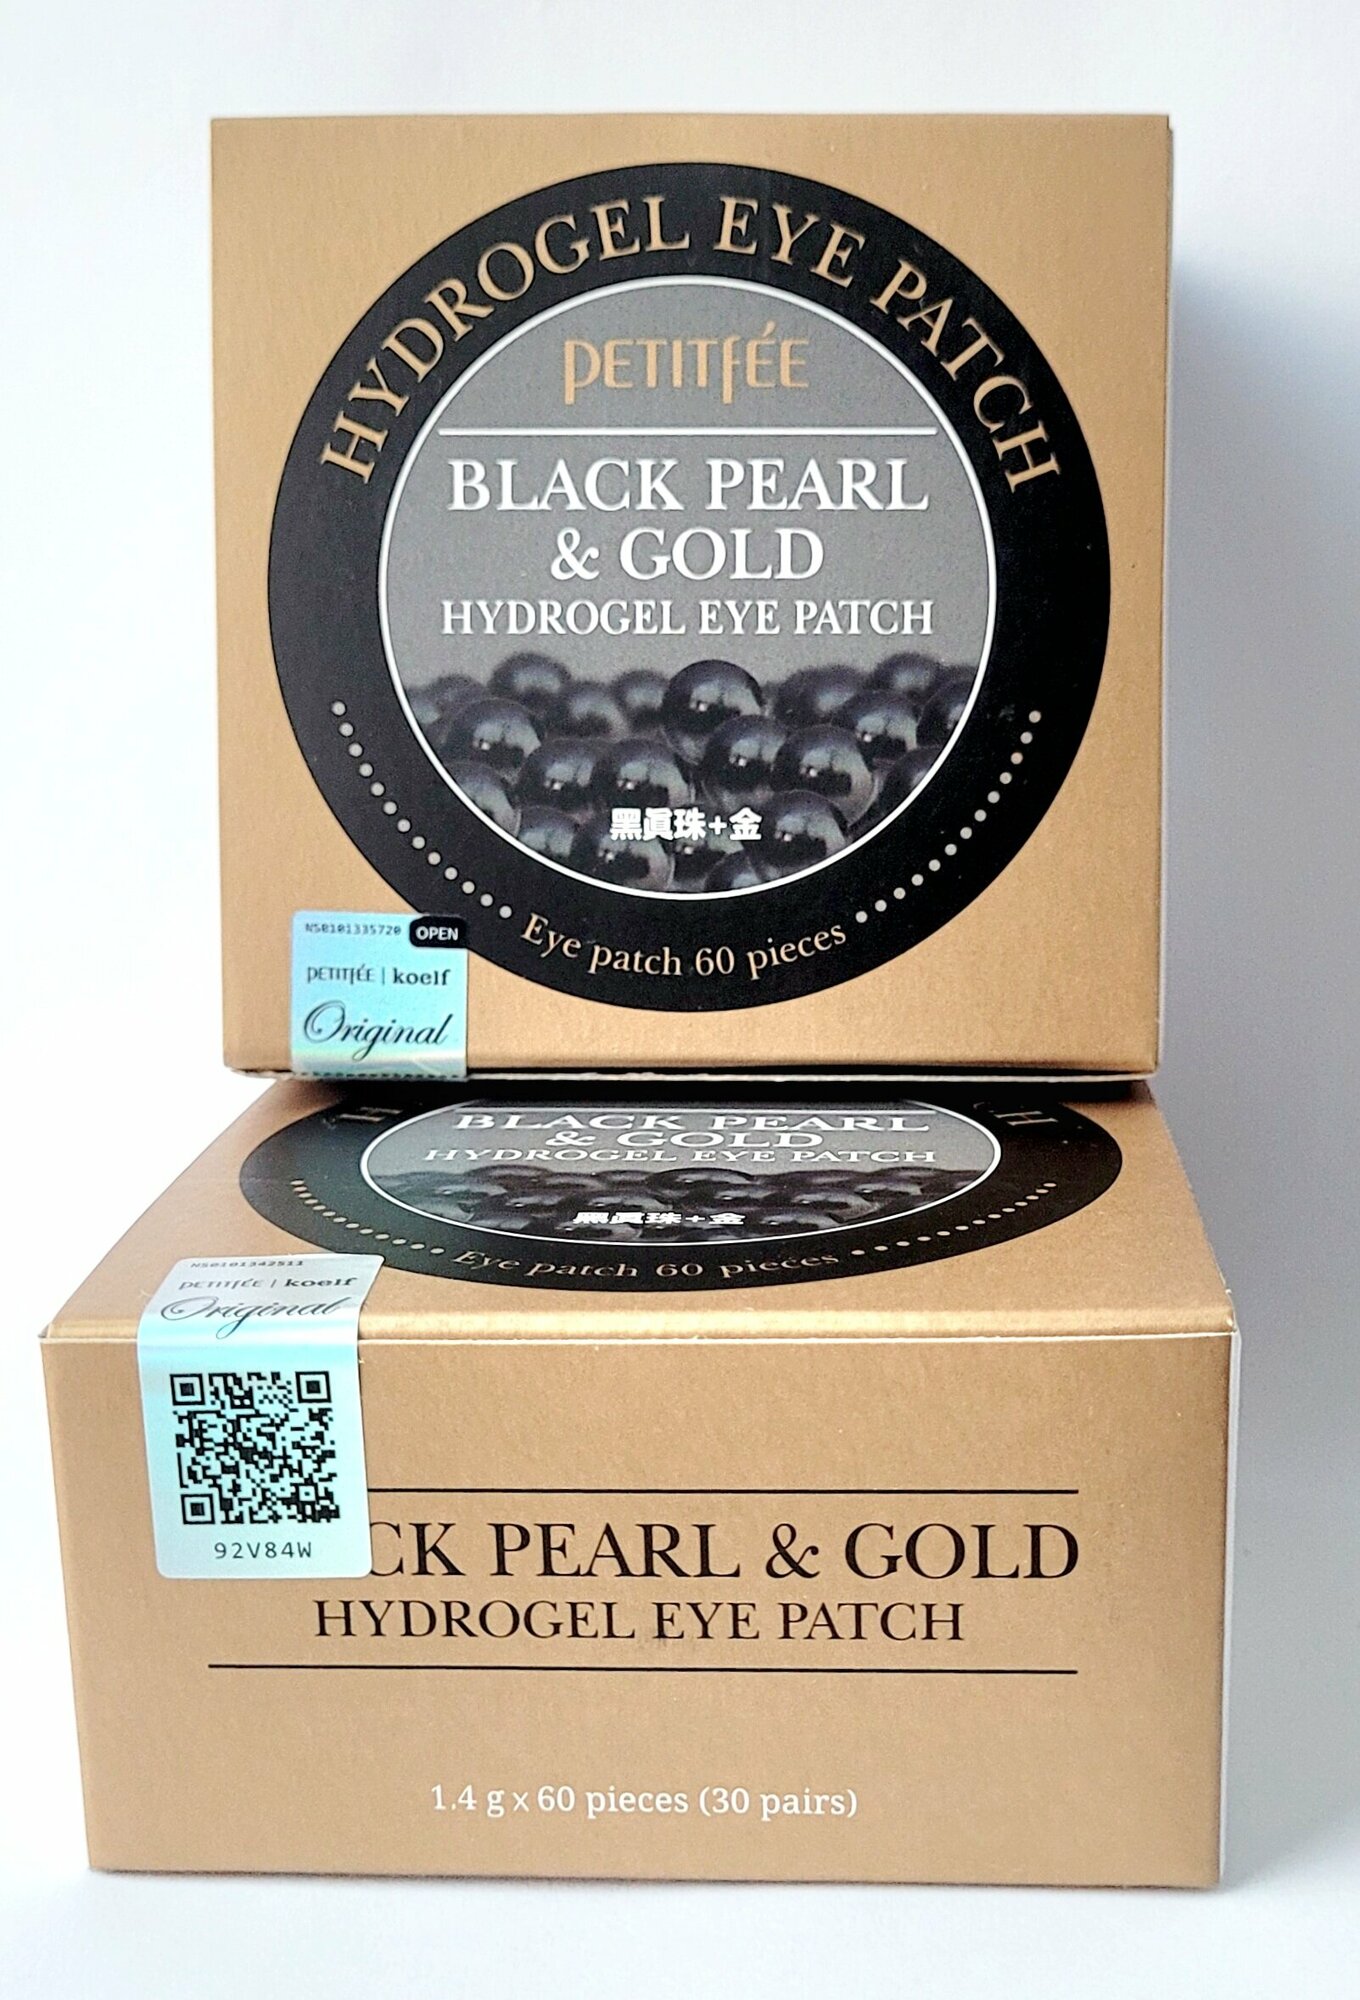 HYDROGEL EYE PATCH
PETITFÉE
BLACK PEARL
& GOLD
HYDROGEL EYE PATCH
黑眞珠+金
Eye patch 60 pieces
NSB101335720
OPEN
PETITFÉE | koelf
Original
BLACK PEARL
& GOLD
HYDROGEL EYE PATCH
黑眞珠+金
Eye patch 60 pieces
PETITFÉE | koelf
Original
92V84W
CK PEARL & GOLD
HYDROGEL EYE PATCH
1.4 g x 60 pieces (30 pairs)